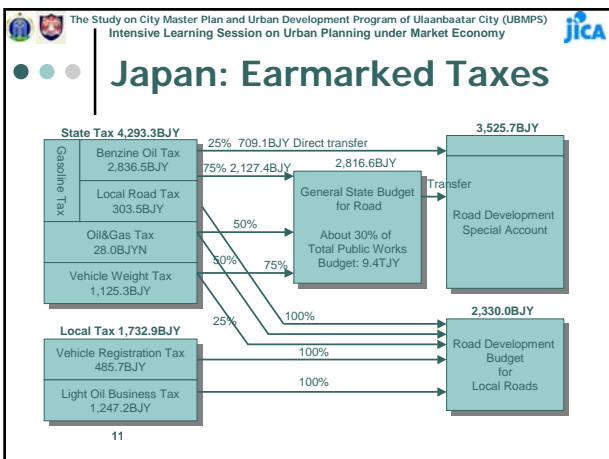 The Study on City Master Plan and Urban Development Program of Ulaanbaatar City (UBMPS)
Intensive Learning Session on Urban Planning under Market Economy
jICA
Japan: Earmarked Taxes
State Tax 4,293.3BJY
Gasoline Tax
Benzine Oil Tax
2,836.5BJY
Local Road Tax
303.5BJY
Oil&Gas Tax
28.0BJYN
Vehicle Weight Tax
1,125.3BJY
25% 709.1BJY Direct transfer
75% 2,127.4BJY
50%
50%
75%
25%
2,816.6BJY
General State Budget
for Road
About 30% of
Total Public Works
Budget: 9.4TJY
Transfer
3,525.7BJY
Road Development
Special Account
Local Tax 1,732.9BJY
Vehicle Registration Tax
485.7BJY
Light Oil Business Tax
1,247.2BJY
100%
100%
100%
2,330.0BJY
Road Development
Budget
for
Local Roads
11